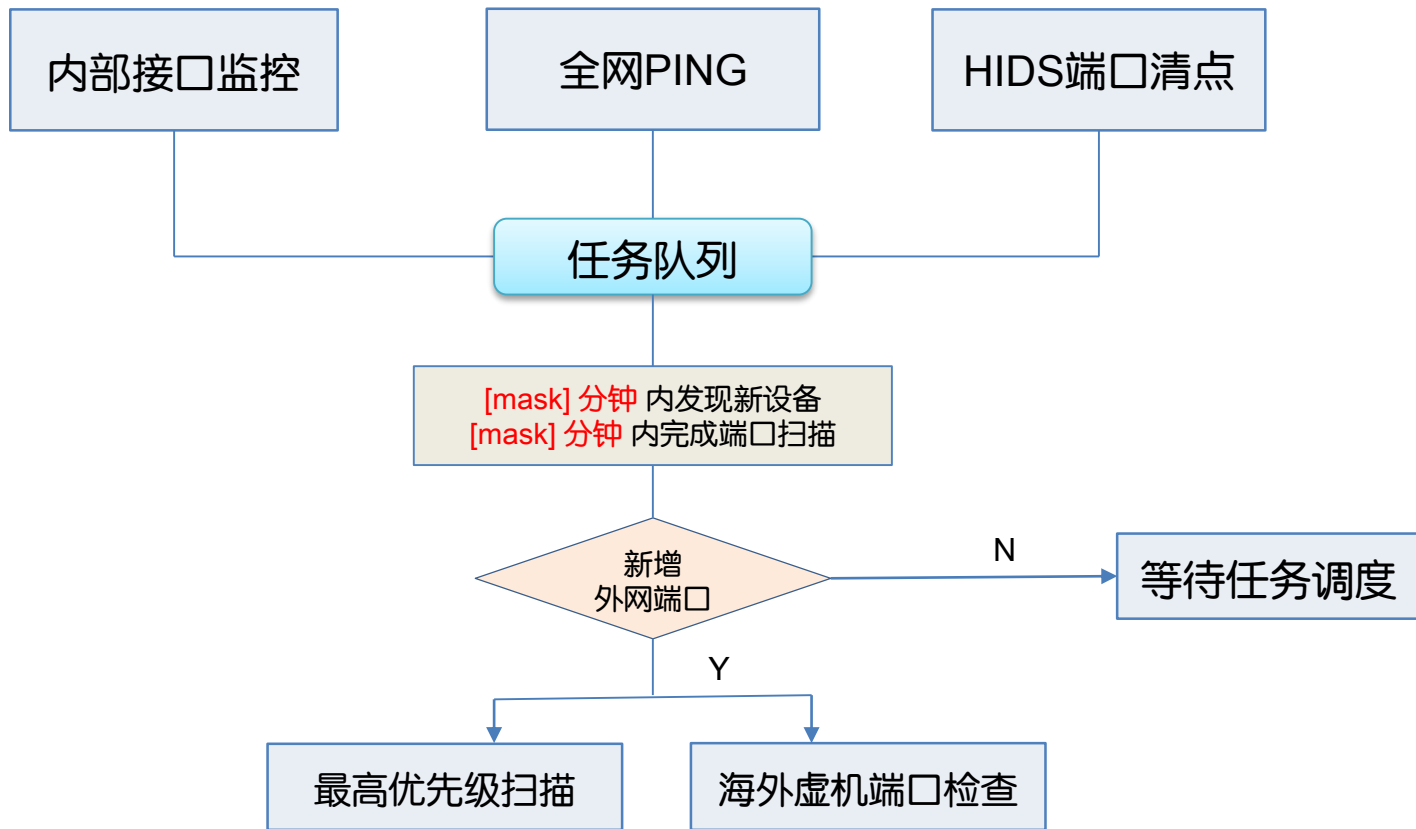 内部接口监控
全网PING
HIDS端口清点
任务队列
[mask] 分钟 内发现新设备
[mask] 分钟 内完成端口扫描
新增
外网端口
N
等待任务调度
Y
最高优先级扫描
海外虚机端口检查